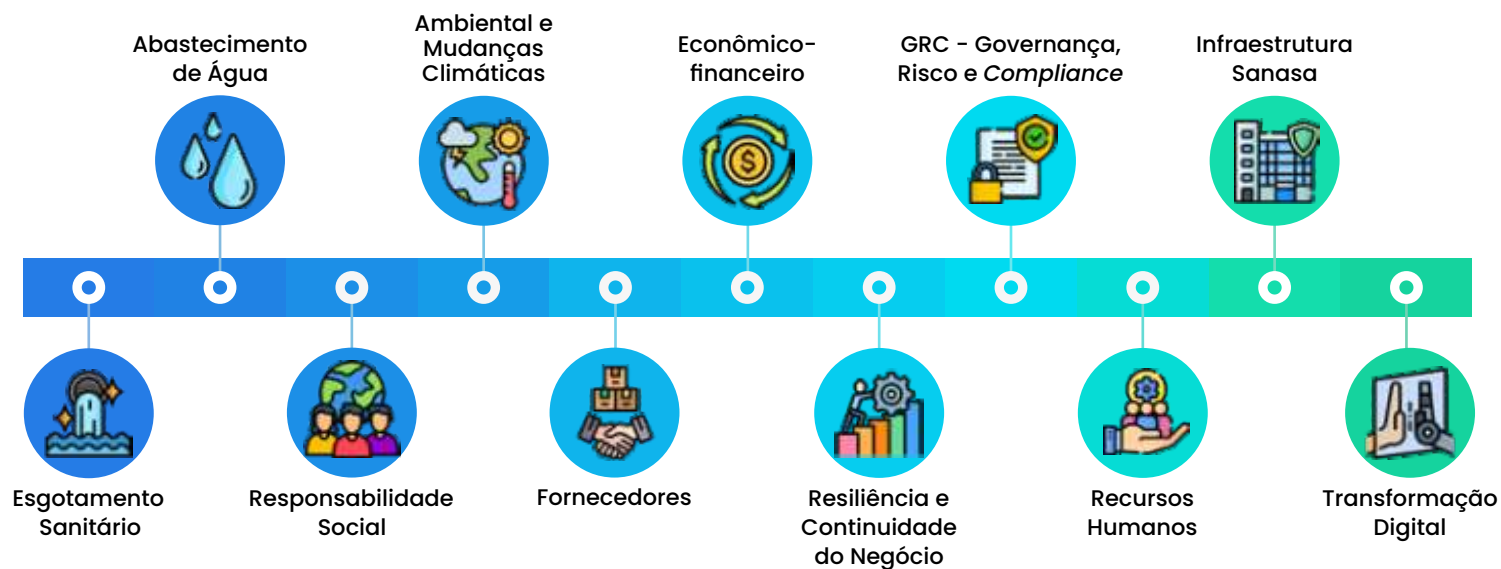 Abastecimento
de Água
Ambiental e
Mudanças
Climáticas
Econômico-
financeiro
GRC - Governança,
Risco e Compliance
Infraestrutura
Sanasa
Esgotamento
Sanitário
Responsabilidade
Social
Fornecedores
Resiliência e
Continuidade
do Negócio
Recursos
Humanos
Transformação
Digital